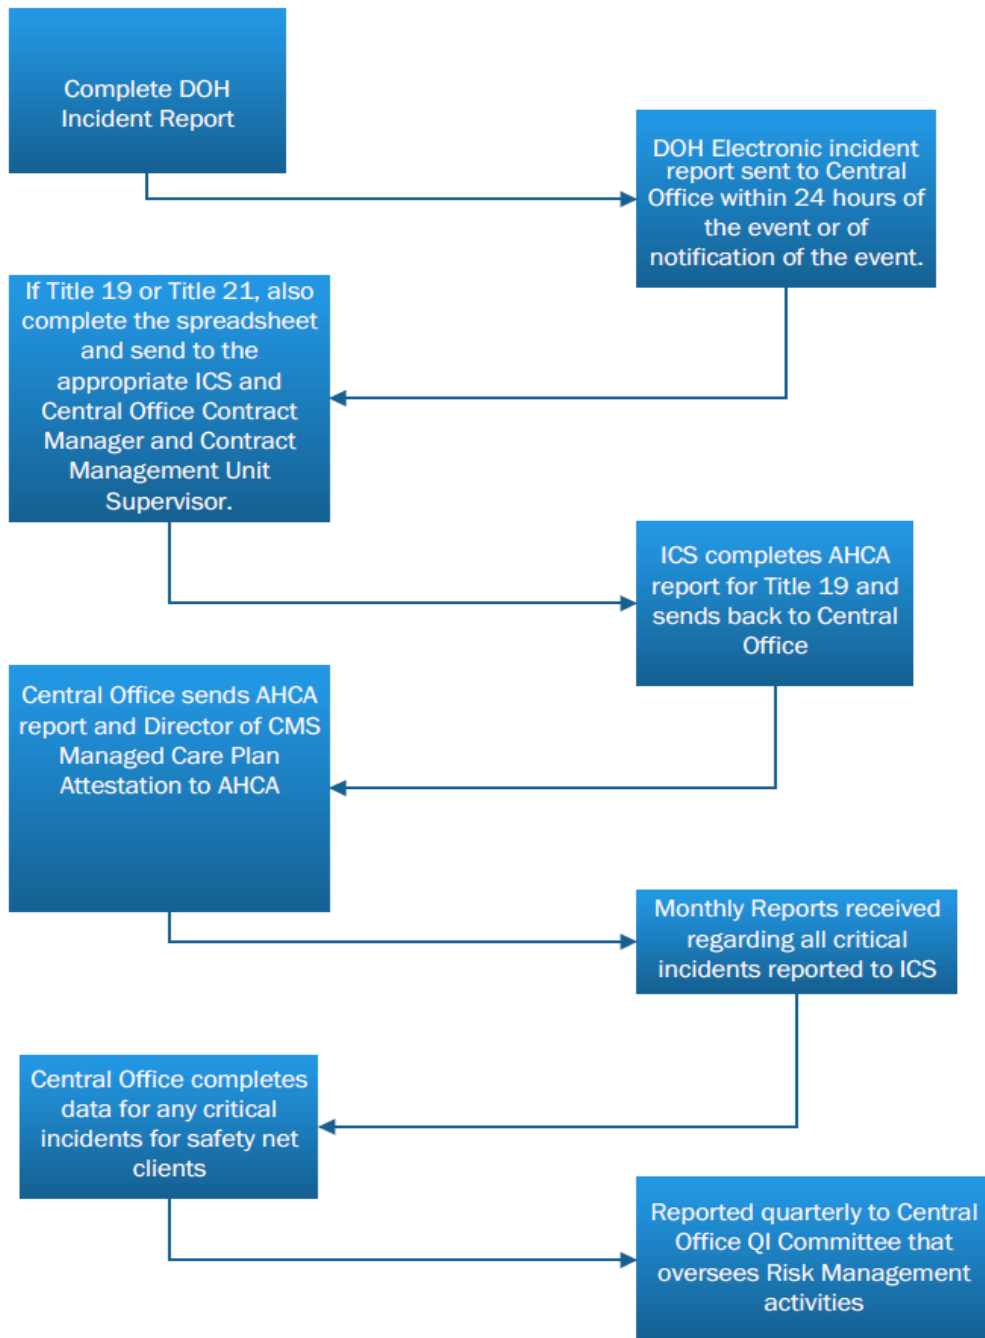 Complete DOH
Incident Report
DOH Electronic incident
report sent to Central
Office within 24 hours of
the event or of
notification of the event.
If Title 19 or Title 21, also
complete the spreadsheet
and send to the
appropriate ICS and
Central Office Contract
Manager and Contract
Management Unit
Supervisor.
ICS completes AHCA
report for Title 19 and
sends back to Central
Office
Central Office sends AHCA
report and Director of CMS
Managed Care Plan
Attestation to AHCA
Monthly Reports received
regarding all critical
incidents reported to ICS
Central Office completes
data for any critical
incidents for safety net
clients
Reported quarterly to Central
Office QI Committee that
oversees Risk Management
activities